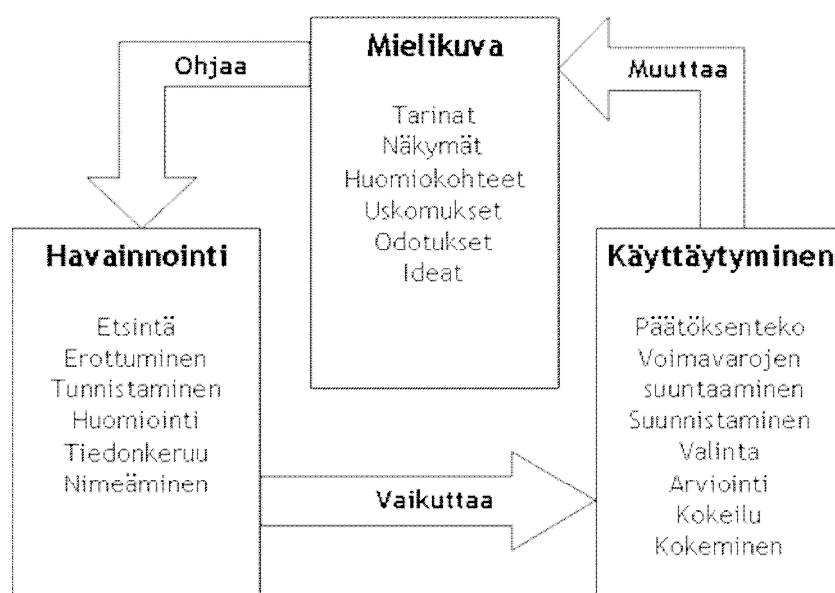 Mielikuva
Tarinat
Näkymät
Huomiokohteet
Uskomukset
Odotukset
Ideat
Ohjaa
Havainnointi
Etsintä
Erottuminen
Tunnistaminen
Huomiointi
Tiedonkeruu
Nimeäminen
Vaikuttaa
Käyttäytyminen
Päätöksenteko
Voimavarojen
suuntaaminen
Suunnistaminen
Valinta
Arviointi
Kokeilu
Kokeminen
Muuttaa